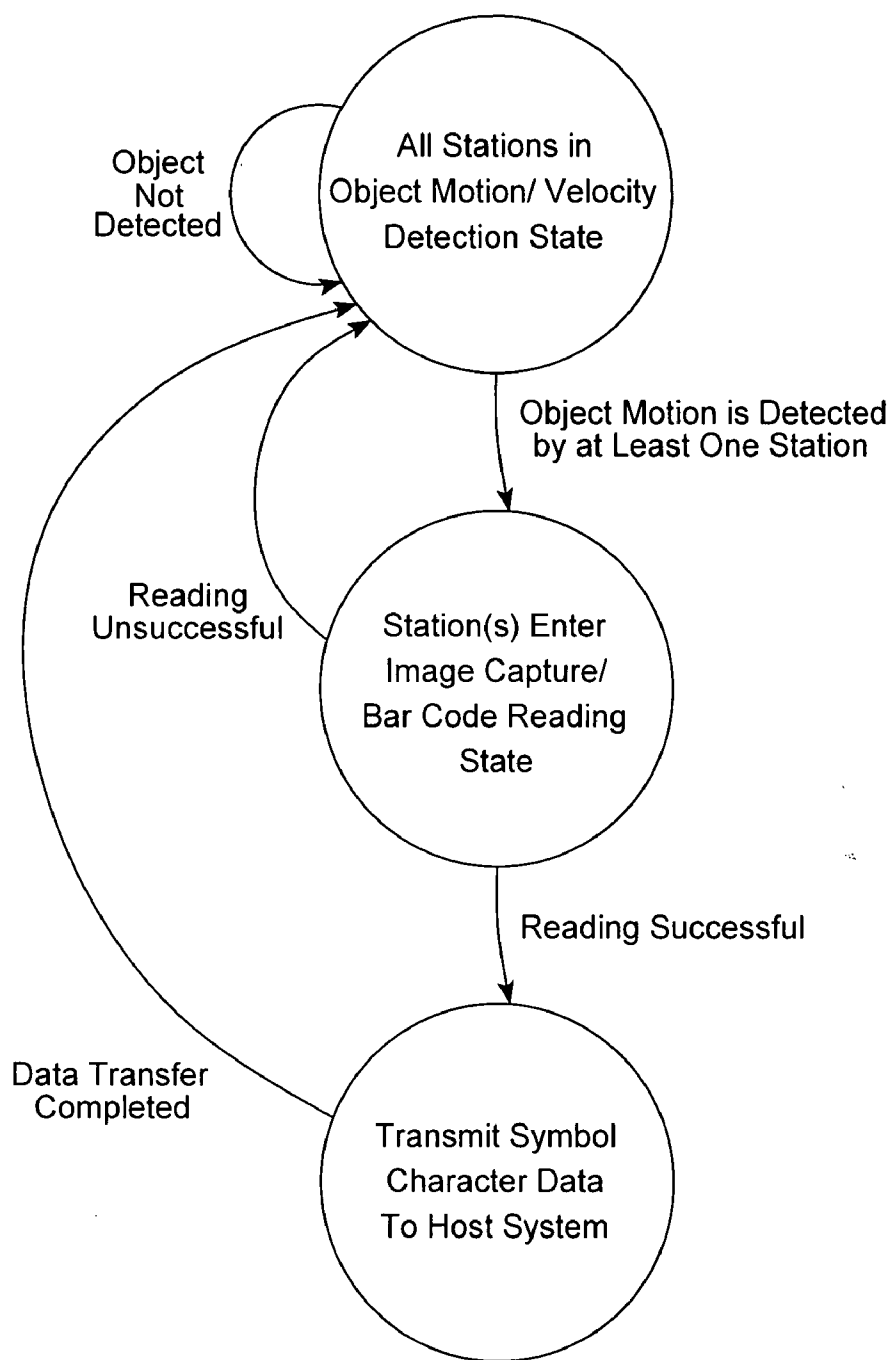 Object
Not
Detected
All Stations in
Object Motion/ Velocity
Detection State
Object Motion is Detected
by at Least One Station
Reading
Unsuccessful
Station(s) Enter
Image Capture/
Bar Code Reading
State
Reading Successful
Data Transfer
Completed
Transmit Symbol
Character Data
To Host System